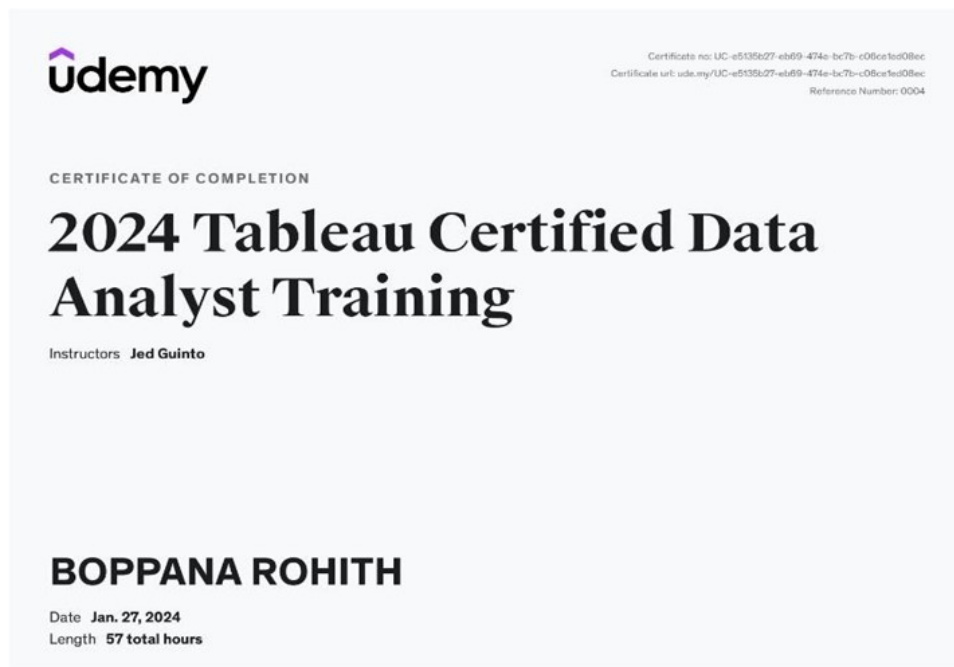 udemy
Certificate no: UC-e5135b27-eb69-474e-bc7b-c06ce1ed08ec
Certificate url: ude.my/UC-e5135b27-eb69-474e-bc7b-c06ce1ed08ec
Reference Number: 0004
CERTIFICATE OF COMPLETION
2024 Tableau Certified Data
Analyst Training
Instructors Jed Guinto
BOPPANA ROHITH
Date Jan. 27, 2024
Length 57 total hours